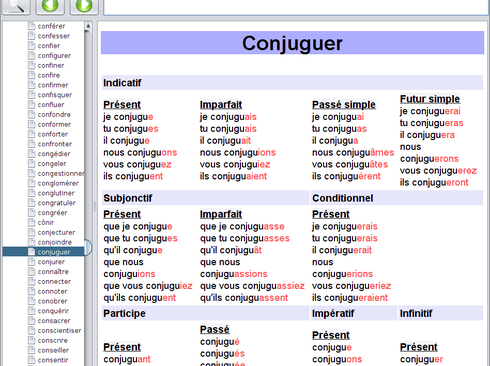 conférer
confesser
confier
configurer
confiner
confire
confirmer
confisquer
confluer
confondre
conformer
conforter
confronter
congédier
congeler
congestionner
conglomérer
conglutiner
congratuler
congréer
cônir
conjecturer
conjoindre
conjuguer
conjurer
connaître
connecter
connoter
conobrer
conquérir
consacrer
conscientiser
conscrire
conseiller
consentir
Conjuguer
Indicatif
Présent
je conjugue
tu conjugues
il conjugue
nous conjuguons
vous conjuguez
ils conjuguent
Imparfait
je conjuguais
tu conjuguais
il conjuguait
nous conjuguions
vous conjuguiez
ils conjuguaient
Passé simple
je conjuguai
tu conjuguas
il conjugua
nous conjuguâmes
vous conjuguâtes
ils conjuguèrent
Futur simple
je conjuguerai
tu conjugueras
il conjuguera
nous
conjuguerons
vous conjuguerez
ils conjugueront
Subjonctif
Présent
que je conjugue
que tu conjugues
qu'il conjugue
que nous
conjuguions
que vous conjuguiez
qu'ils conjuguent
Imparfait
que je conjuguasse
que tu conjuguasses
qu'il conjuguât
que nous
conjuguassions
que vous conjuguassiez
qu'ils conjuguassent
Conditionnel
Présent
je conjuguerais
tu conjuguerais
il conjuguerait
nous
conjuguerions
vous conjugueriez
ils conjugueraient
Participe
Présent
conjuguant
Passé
conjugué
conjugués
conjuguée
Impératif
Présent
conjugue
conjuguons
Infinitif
Présent
conjuguer